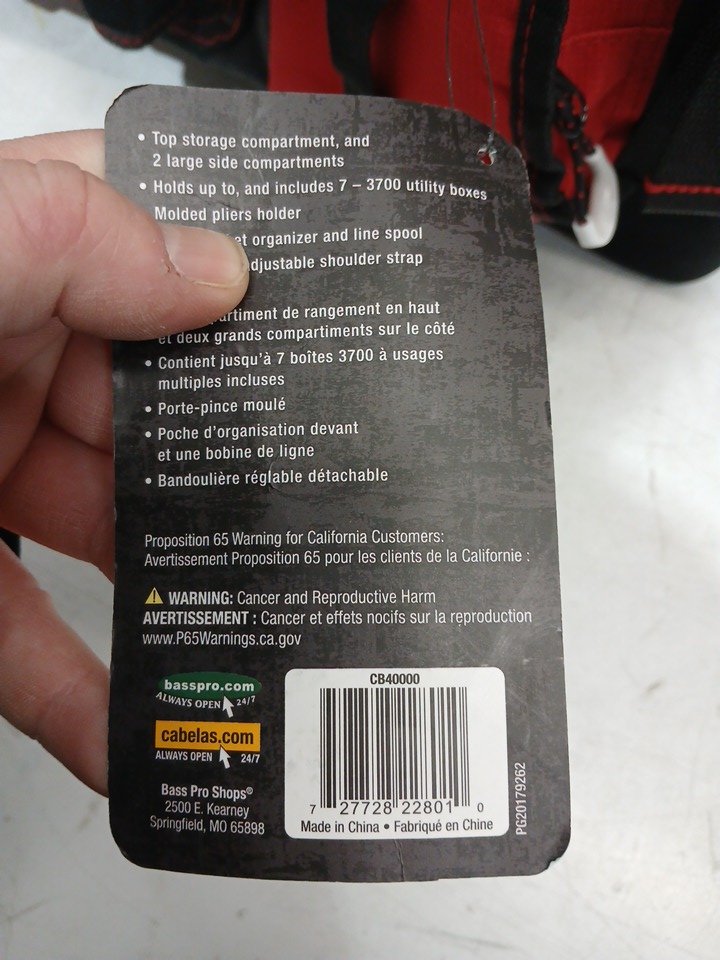 • Top storage compartment, and
2 large side compartments
• Holds up to, and includes 7 – 3700 utility boxes
Molded pliers holder
organizer and line spool
adjustable shoulder strap
de rangement en haut
et deux grands compartiments sur le côté
• Contient jusqu'à 7 boîtes 3700 à usages
multiples incluses
• Porte-pince moulé
• Poche d'organisation devant
et une bobine de ligne
• Bandoulière réglable détachable
Proposition 65 Warning for California Customers:
Avertissement Proposition 65 pour les clients de la Californie :
WARNING: Cancer and Reproductive Harm
AVERTISSEMENT : Cancer et effets nocifs sur la reproduction
www.P65Warnings.ca.gov
basspro.com
ALWAYS OPEN 24/7
cabelas.com
ALWAYS OPEN 24/7
Bass Pro Shops®
2500 E. Kearney
Springfield, MO 65898
CB40000
7 27728 22801 0
Made in China • Fabriqué en Chine
PG20179262